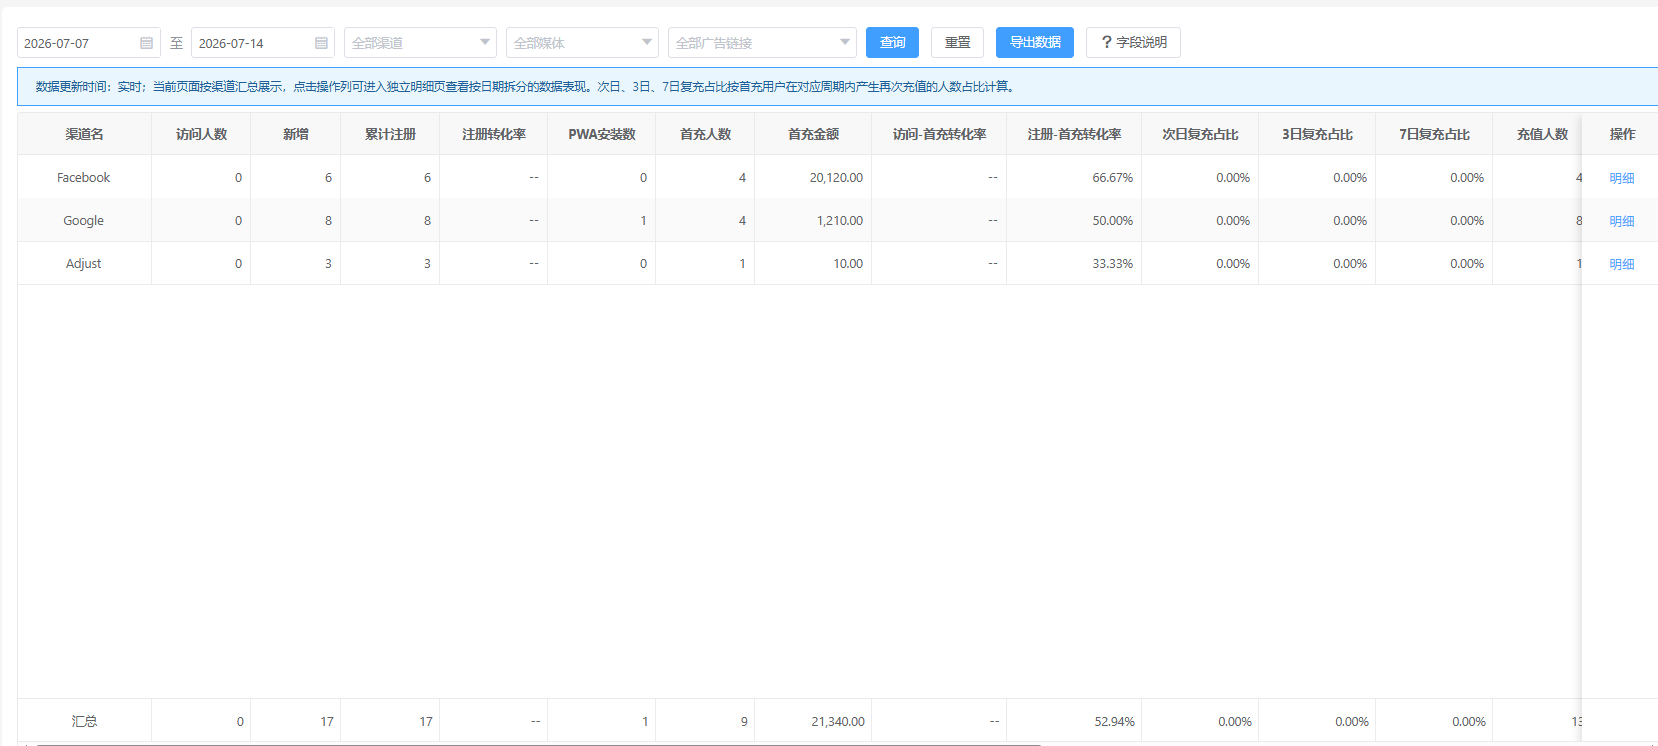 2026-07-07 至 2026-07-14 全部渠道 全部媒体 全部广告链接 查询 重置 导出数据 ? 字段说明
数据更新时间：实时；当前页面按渠道汇总展示，点击操作列可进入独立明细页查看按日期拆分的数据表现。次日、3日、7日复充占比按首充用户在对应周期内产生再次充值的人数占比计算。
渠道名 访问人数 新增 累计注册 注册转化率 PWA安装数 首充人数 首充金额 访问-首充转化率 注册-首充转化率 次日复充占比 3日复充占比 7日复充占比 充值人数 操作
Facebook 0 6 6 -- 0 4 20,120.00 -- 66.67% 0.00% 0.00% 0.00% 4 明细
Google 0 8 8 -- 1 4 1,210.00 -- 50.00% 0.00% 0.00% 0.00% 8 明细
Adjust 0 3 3 -- 0 1 10.00 -- 33.33% 0.00% 0.00% 0.00% 1 明细
汇总 0 17 17 -- 1 9 21,340.00 -- 52.94% 0.00% 0.00% 0.00% 13